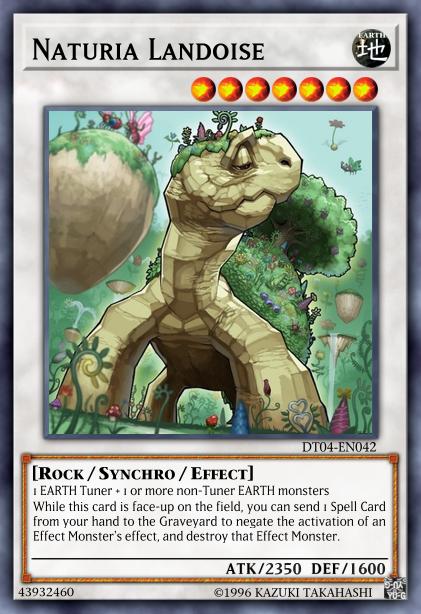 NATURIA LANDOISE
EARTH
地
DT04-EN042
[ROCK / SYNCHRO / EFFECT]
1 EARTH Tuner + 1 or more non-Tuner EARTH monsters
While this card is face-up on the field, you can send 1 Spell Card
from your hand to the Graveyard to negate the activation of an
Effect Monster's effect, and destroy that Effect Monster.
ATK/2350 DEF/1600
43932460
©1996 KAZUKI TAKAHASHI